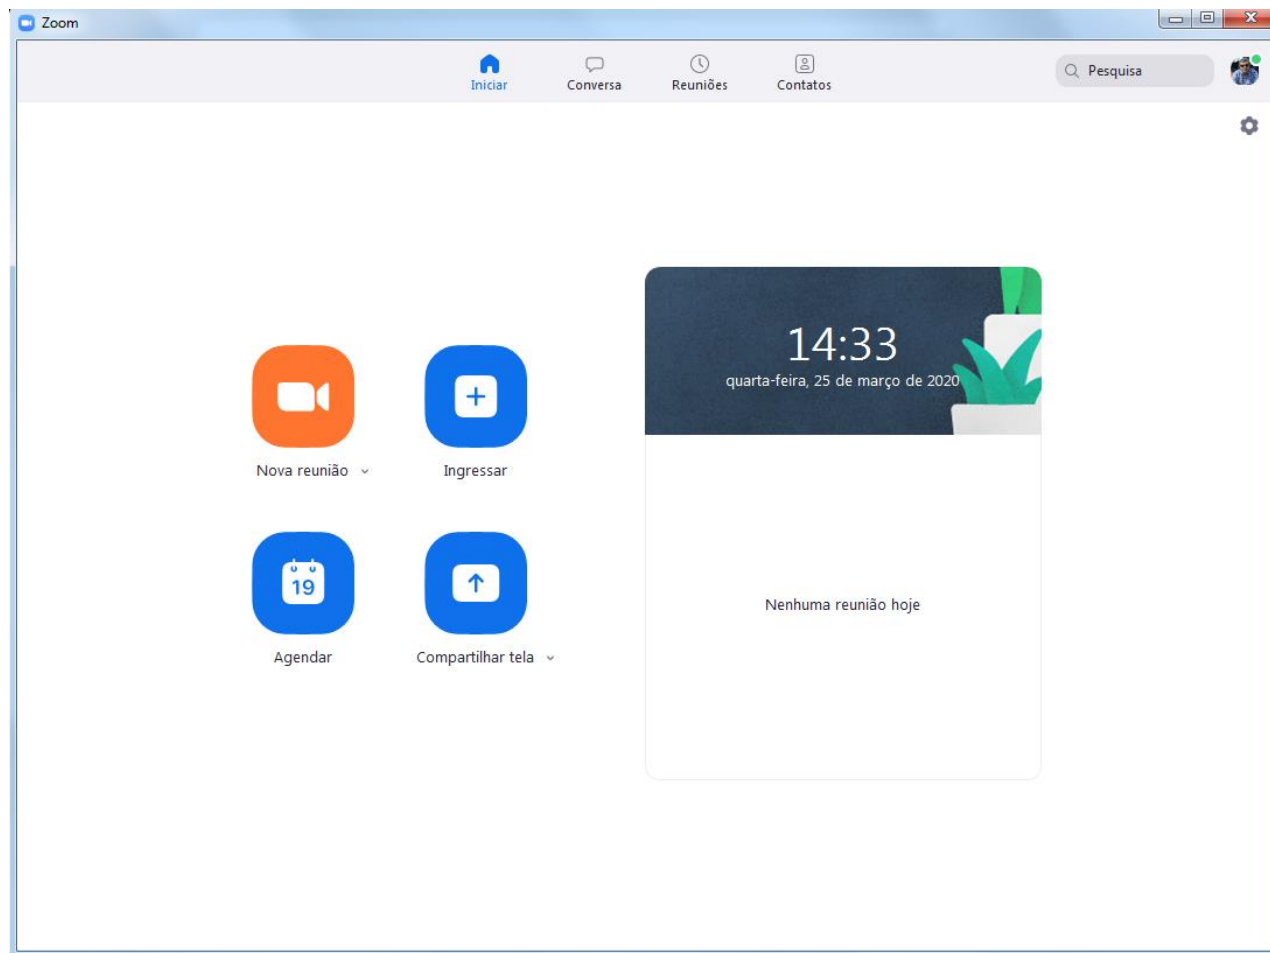 Zoom
Iniciar
Conversa
Reuniões
Contatos
Pesquisa
14:33
quarta-feira, 25 de março de 2020
Nova reunião
Ingressar
19
Agendar
Compartilhar tela
Nenhuma reunião hoje